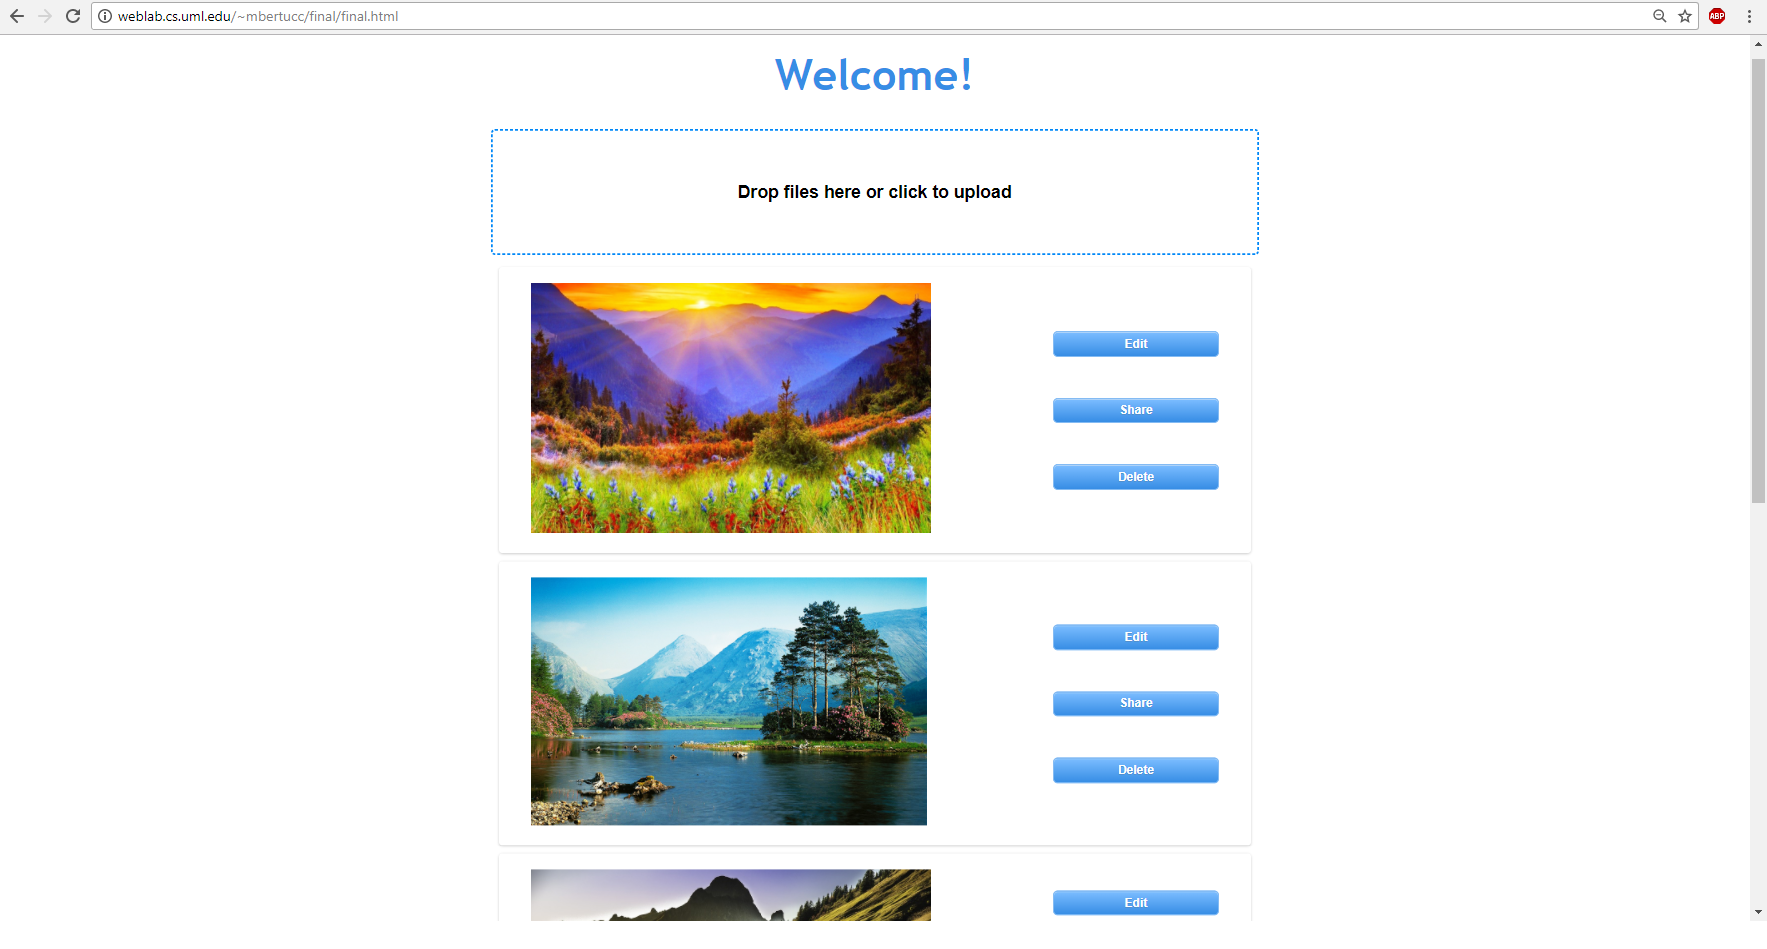 weblab.cs.uml.edu/~mbertucc/final/final.html
ABP
Welcome!
Drop files here or click to upload
Edit
Share
Delete
Edit
Share
Delete
Edit